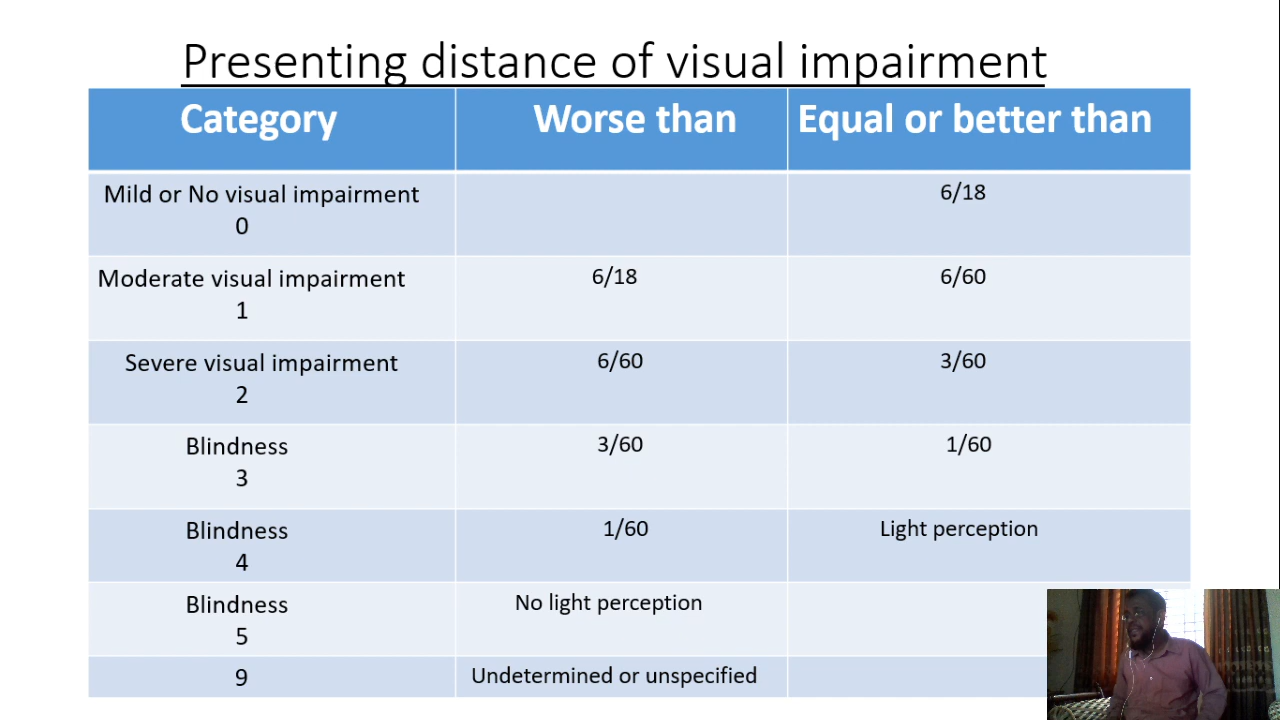 Presenting distance of visual impairment
Category Worse than Equal or better than
Mild or No visual impairment 6/18
0
Moderate visual impairment 6/18 6/60
1
Severe visual impairment 6/60 3/60
2
Blindness 3/60 1/60
3
Blindness 1/60 Light perception
4
Blindness No light perception
5
9 Undetermined or unspecified